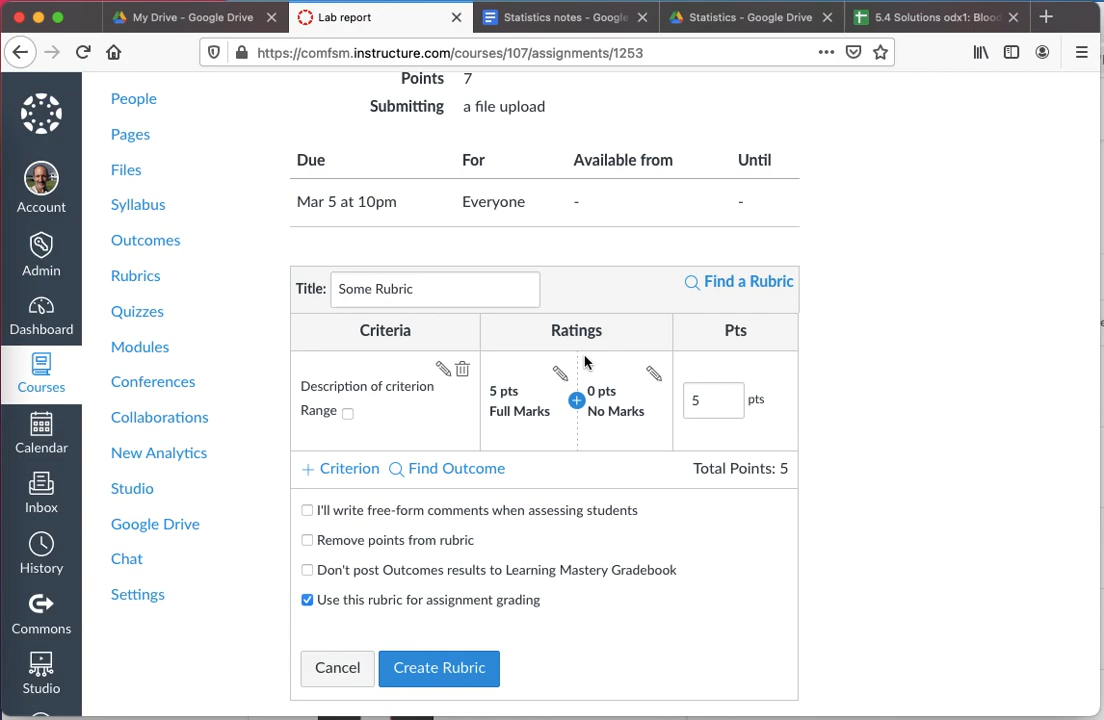 My Drive - Google Drive
Lab report
Statistics notes - Google
Statistics - Google Drive
5.4 Solutions odx1: Blood
https://comfsm.instructure.com/courses/107/assignments/1253
Account
Admin
Dashboard
Courses
Calendar
Inbox
History
Commons
Studio
People
Pages
Files
Syllabus
Outcomes
Rubrics
Quizzes
Modules
Conferences
Collaborations
New Analytics
Studio
Google Drive
Chat
Settings
Points 7
Submitting a file upload
Due For Available from Until
Mar 5 at 10pm Everyone - -
Title: Some Rubric Find a Rubric
Criteria Ratings Pts
Description of criterion
Range
5 pts
Full Marks
0 pts
No Marks
5 pts
+ Criterion Find Outcome Total Points: 5
I'll write free-form comments when assessing students
Remove points from rubric
Don't post Outcomes results to Learning Mastery Gradebook
Use this rubric for assignment grading
Cancel Create Rubric